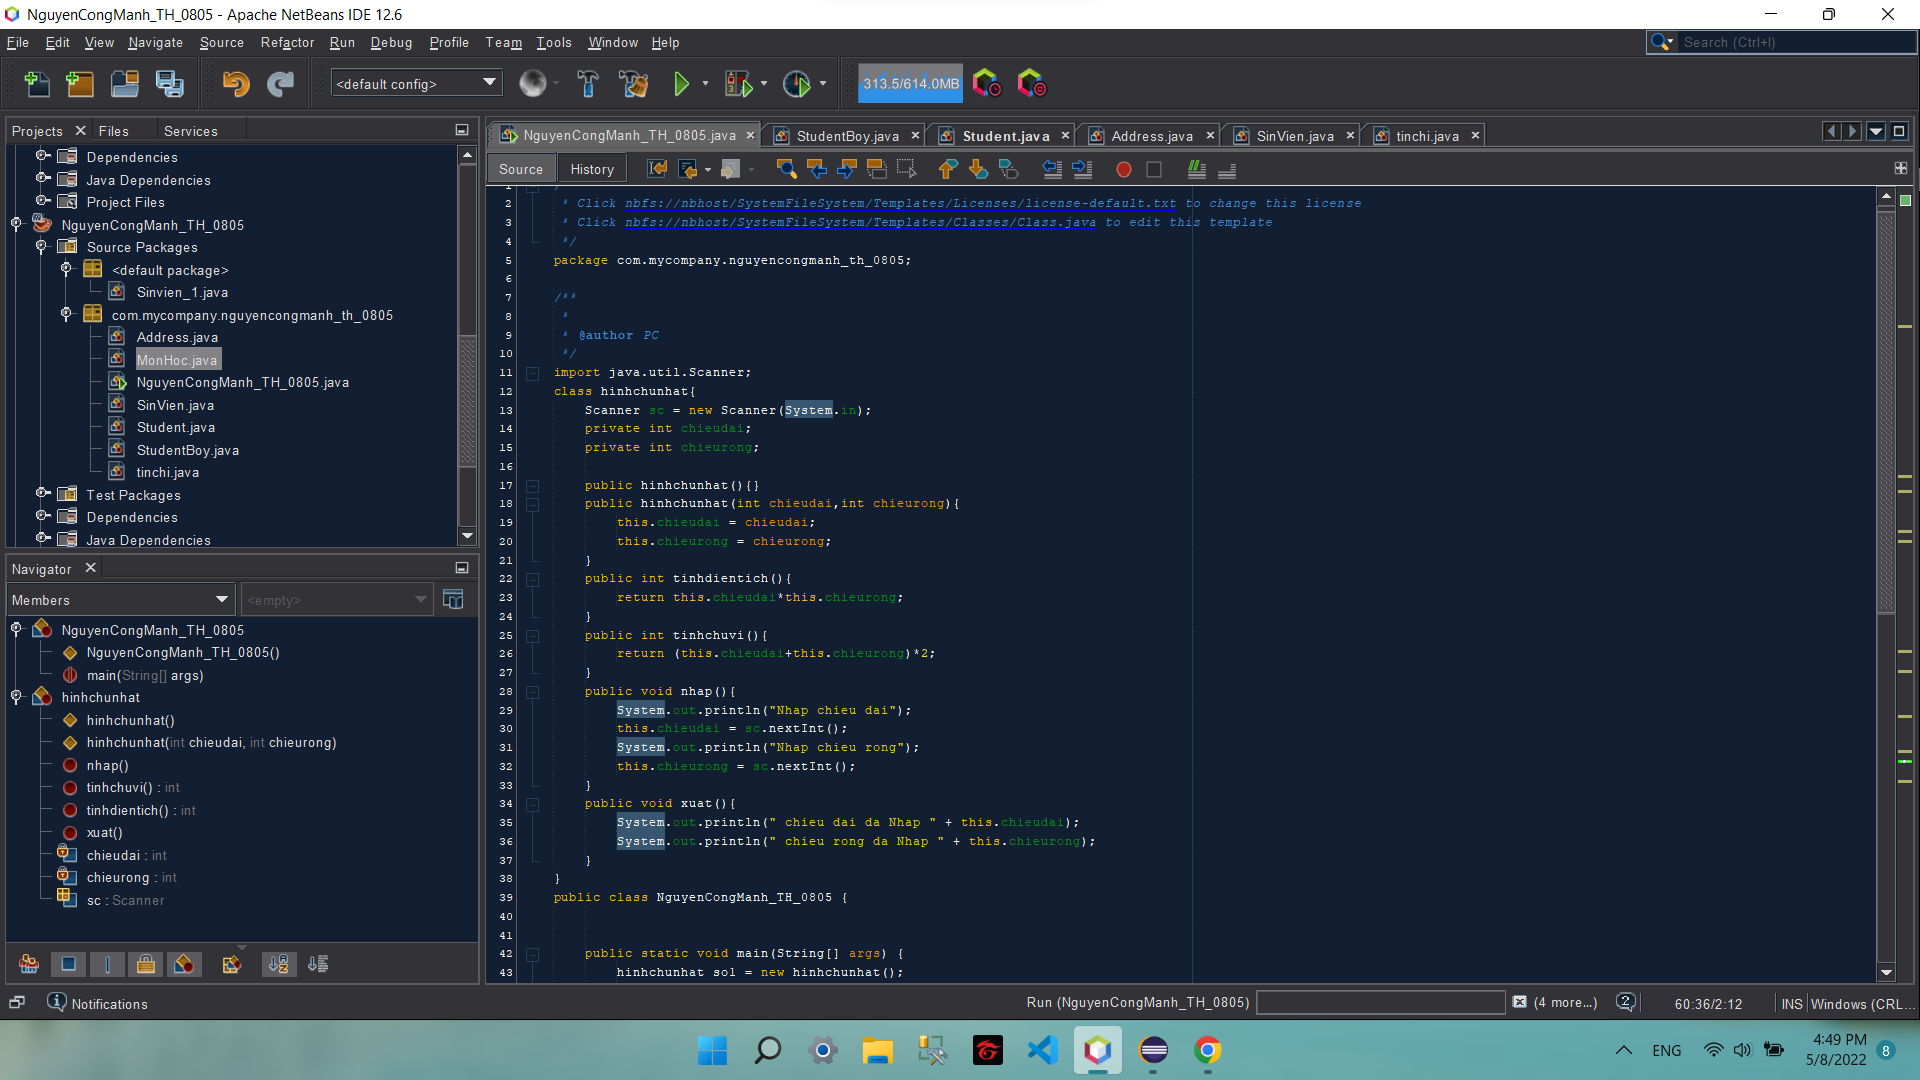 NguyenCongManh_TH_0805 - Apache NetBeans IDE 12.6
File Edit View Navigate Source Refactor Run Debug Profile Team Tools Window Help
Search (Ctrl+I)
<default config>
313.5/614.0MB
Projects Files Services
Dependencies
Java Dependencies
Project Files
NguyenCongManh_TH_0805
Source Packages
<default package>
Sinvien_1.java
com.mycompany.nguyencongmanh_th_0805
Address.java
MonHoc.java
NguyenCongManh_TH_0805.java
SinVien.java
Student.java
StudentBoy.java
tinchi.java
Test Packages
Dependencies
Java Dependencies
Navigator
Members
<empty>
NguyenCongManh_TH_0805
NguyenCongManh_TH_0805()
main(String[] args)
hinhchunhat
hinhchunhat()
hinhchunhat(int chieudai, int chieurong)
nhap()
tinhchuvi() : int
tinhdientich() : int
xuat()
chieudai : int
chieurong : int
sc : Scanner
NguyenCongManh_TH_0805.java StudentBoy.java Student.java Address.java SinVien.java tinchi.java
Source History
1
2 * Click nbfs://nbhost/SystemFileSystem/Templates/Licenses/license-default.txt to change this license
3 * Click nbfs://nbhost/SystemFileSystem/Templates/Classes/Class.java to edit this template
4 */
5 package com.mycompany.nguyencongmanh_th_0805;
6
7 /**
8 *
9 * @author PC
10 */
11 import java.util.Scanner;
12 class hinhchunhat{
13 Scanner sc = new Scanner(System.in);
14 private int chieudai;
15 private int chieurong;
16
17 public hinhchunhat(){}
18 public hinhchunhat(int chieudai,int chieurong){
19 this.chieudai = chieudai;
20 this.chieurong = chieurong;
21 }
22 public int tinhdientich(){
23 return this.chieudai*this.chieurong;
24 }
25 public int tinhchuvi(){
26 return (this.chieudai+this.chieurong)*2;
27 }
28 public void nhap(){
29 System.out.println("Nhap chieu dai");
30 this.chieudai = sc.nextInt();
31 System.out.println("Nhap chieu rong");
32 this.chieurong = sc.nextInt();
33 }
34 public void xuat(){
35 System.out.println(" chieu dai da Nhap " + this.chieudai);
36 System.out.println(" chieu rong da Nhap " + this.chieurong);
37 }
38 }
39 public class NguyenCongManh_TH_0805 {
40
41
42 public static void main(String[] args) {
43 hinhchunhat sol = new hinhchunhat();
Notifications
Run (NguyenCongManh_TH_0805) (4 more...) 2 60:36/2:12 INS Windows (CRL...
ENG
4:49 PM
5/8/2022
8